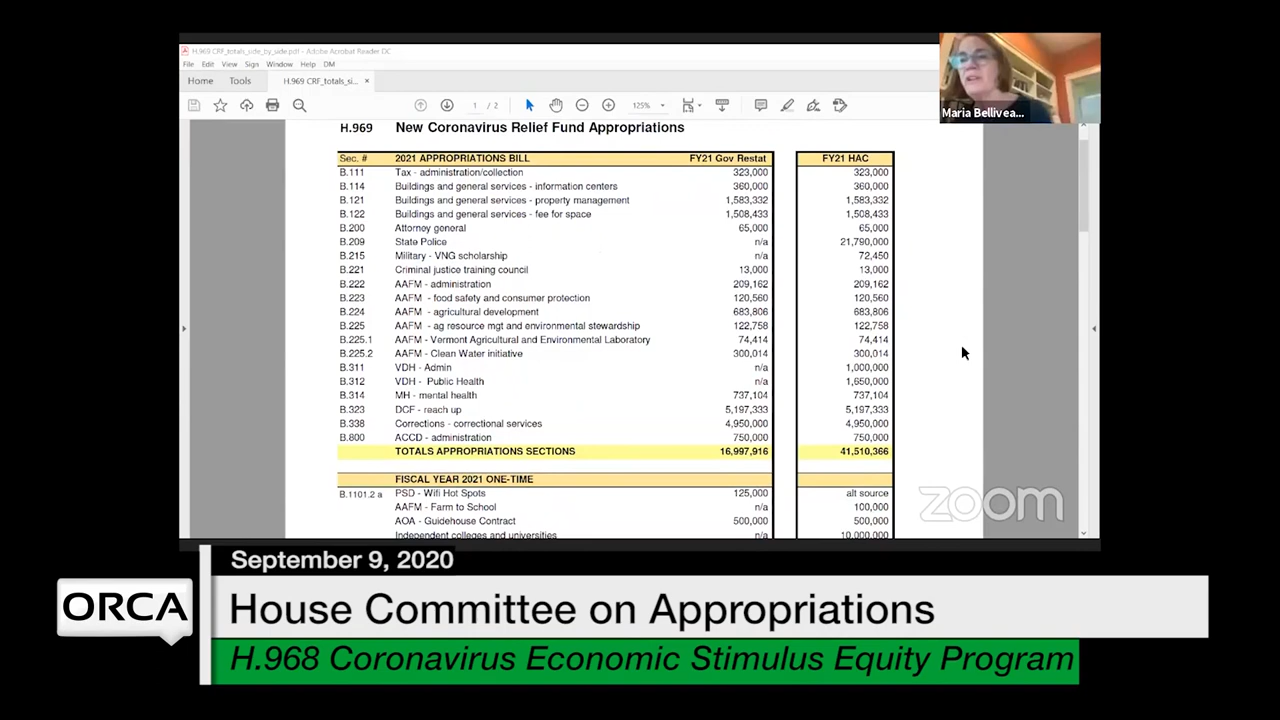 H.969 CRF_totals_side_by_side.pdf - Adobe Acrobat Reader DC
File Edit View Sign Window Help DM
Home Tools H.969 CRF_totals_si... ×
1 / 2 125%
Maria Bellivea...
H.969 New Coronavirus Relief Fund Appropriations
Sec. # 2021 APPROPRIATIONS BILL FY21 Gov Restat FY21 HAC
B.111 Tax - administration/collection 323,000 323,000
B.114 Buildings and general services - information centers 360,000 360,000
B.121 Buildings and general services - property management 1,583,332 1,583,332
B.122 Buildings and general services - fee for space 1,508,433 1,508,433
B.200 Attorney general 65,000 65,000
B.209 State Police n/a 21,790,000
B.215 Military - VNG scholarship n/a 72,450
B.221 Criminal justice training council 13,000 13,000
B.222 AAFM - administration 209,162 209,162
B.223 AAFM - food safety and consumer protection 120,560 120,560
B.224 AAFM - agricultural development 683,806 683,806
B.225 AAFM - ag resource mgt and environmental stewardship 122,758 122,758
B.225.1 AAFM - Vermont Agricultural and Environmental Laboratory 74,414 74,414
B.225.2 AAFM - Clean Water initiative 300,014 300,014
B.311 VDH - Admin n/a 1,000,000
B.312 VDH - Public Health n/a 1,650,000
B.314 MH - mental health 737,104 737,104
B.323 DCF - reach up 5,197,333 5,197,333
B.338 Corrections - correctional services 4,950,000 4,950,000
B.800 ACCD - administration 750,000 750,000
TOTALS APPROPRIATIONS SECTIONS 16,997,916 41,510,366
FISCAL YEAR 2021 ONE-TIME
B.1101.2 a PSD - Wifi Hot Spots 125,000 alt source
AAFM - Farm to School n/a 100,000
AOA - Guidehouse Contract 500,000 500,000
Independent colleges and universities n/a 10,000,000
zoom
September 9, 2020
ORCA
House Committee on Appropriations
H.968 Coronavirus Economic Stimulus Equity Program